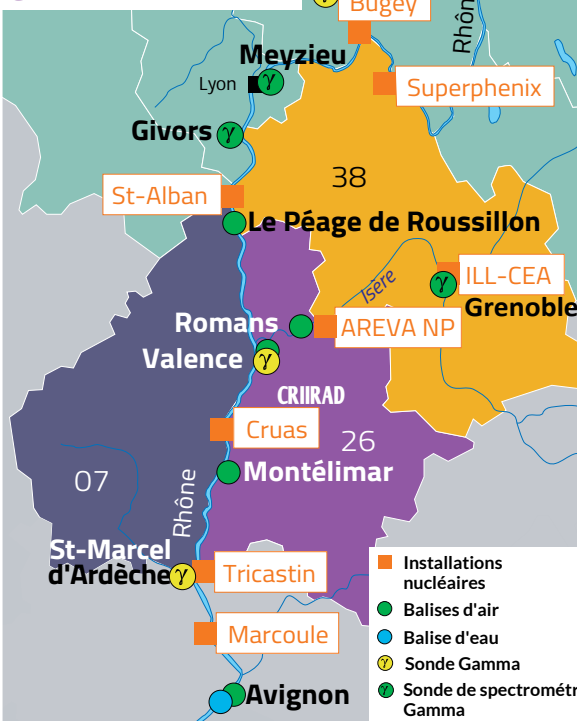 Bugey
Rhôn
Meyzieu
Lyon
γ
Superphenix
Givors γ
38
St-Alban
Le Péage de Roussillon
Isère
ILL-CEA
γ
Grenoble
Romans
AREVA NP
Valence γ
CRIIRAD
Cruas
26
07
Montélimar
Rhône
St-Marcel
d'Ardèche γ
Tricastin
Marcoule
Avignon
Installations
nucléaires
Balises d'air
Balise d'eau
γ Sonde Gamma
γ Sonde de spectrométr
Gamma